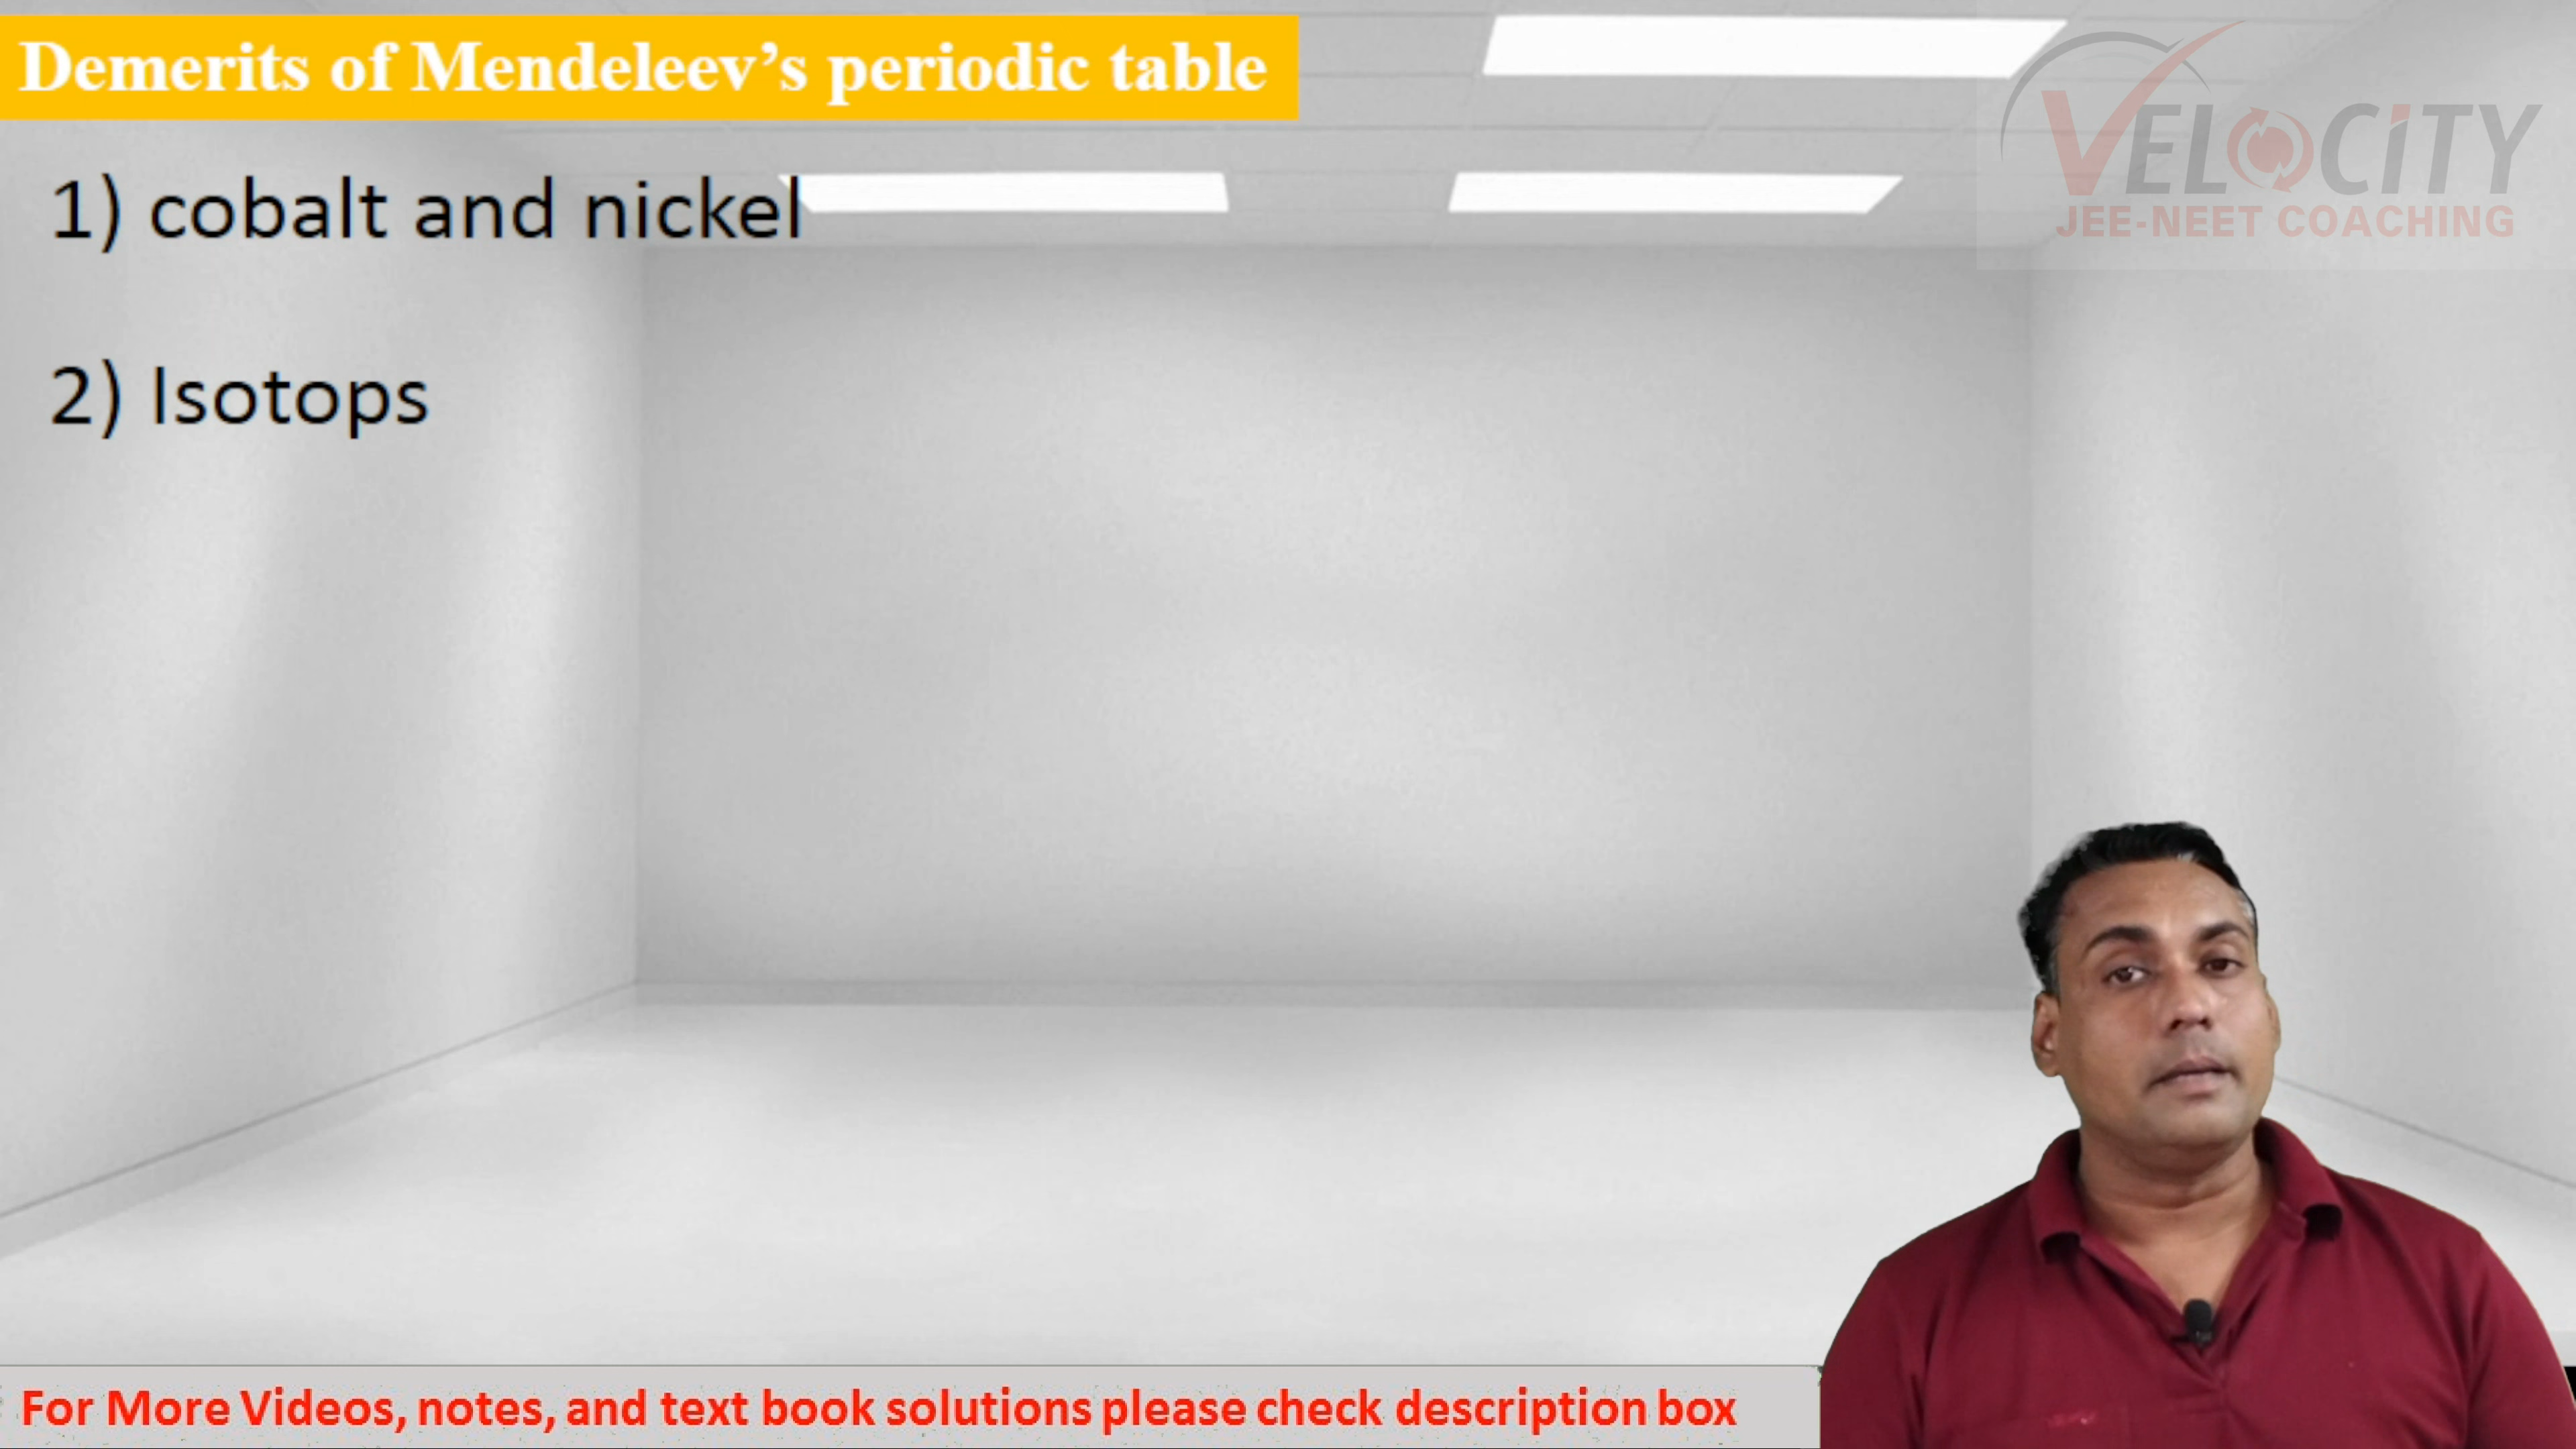 Demerits of Mendeleev’s periodic table
VELOCiTY
JEE-NEET COACHING
1) cobalt and nickel
2) Isotops
For More Videos, notes, and text book solutions please check description box